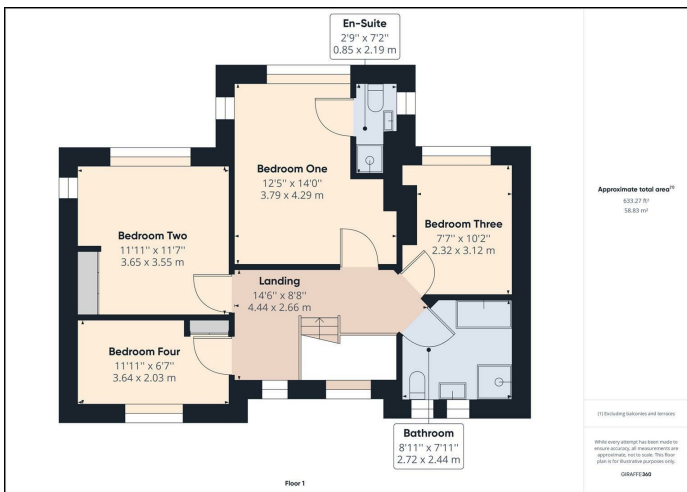 En-Suite
2'9" x 7'2"
0.85 x 2.19 m
Bedroom One
12'5" x 14'0"
3.79 x 4.29 m
Bedroom Two
11'11" x 11'7"
3.65 x 3.55 m
Bedroom Three
7'7" x 10'2"
2.32 x 3.12 m
Landing
14'6" x 8'8"
4.44 x 2.66 m
Bedroom Four
11'11" x 6'7"
3.64 x 2.03 m
Bathroom
8'11" x 7'11"
2.72 x 2.44 m
Floor 1
Approximate total area(1)
633.27 ft²
58.83 m²
(1) Excluding balconies and terraces
While every attempt has been made to
ensure accuracy, all measurements are
approximate, not to scale. This floor
plan is for illustrative purposes only.
GIRAFFE360